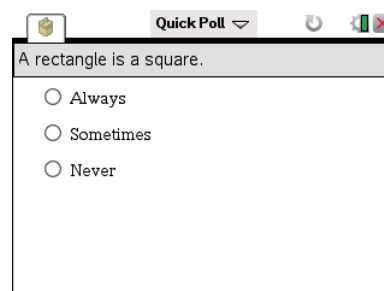 Quick Poll
A rectangle is a square.
Always
Sometimes
Never